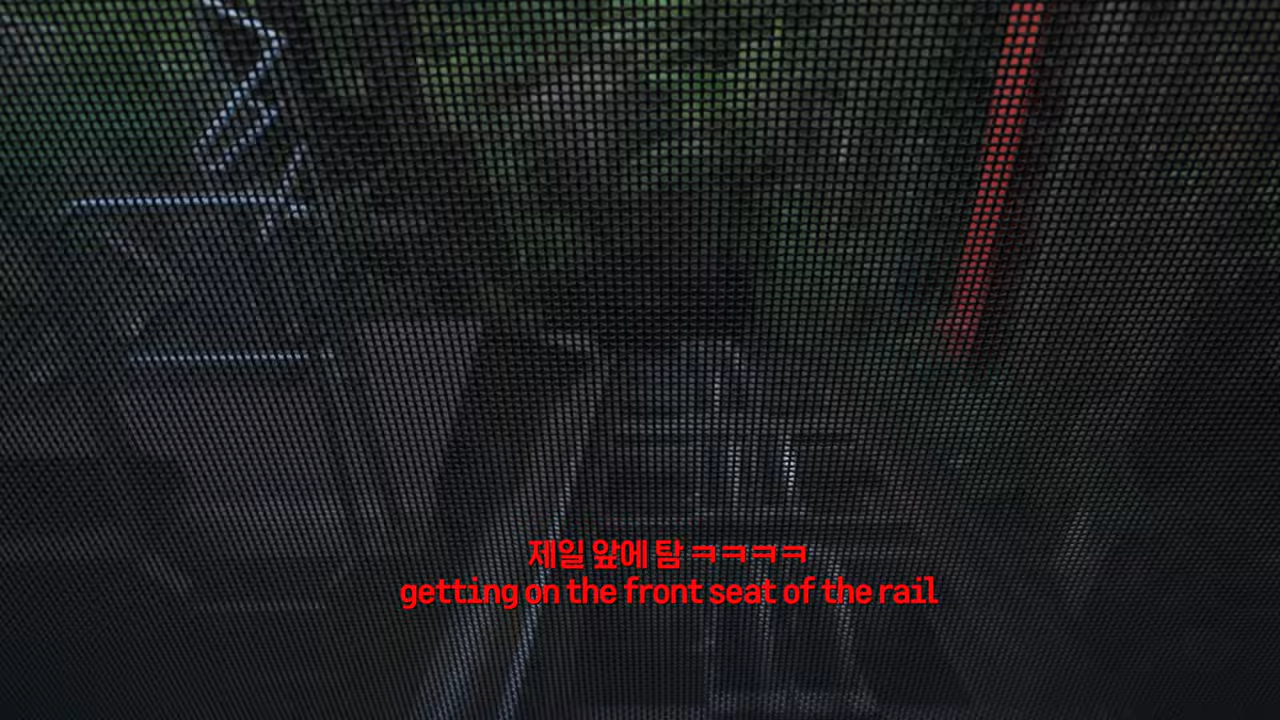 제일 앞에 탐 ㅋㅋㅋㅋ
getting on the front seat of the rail